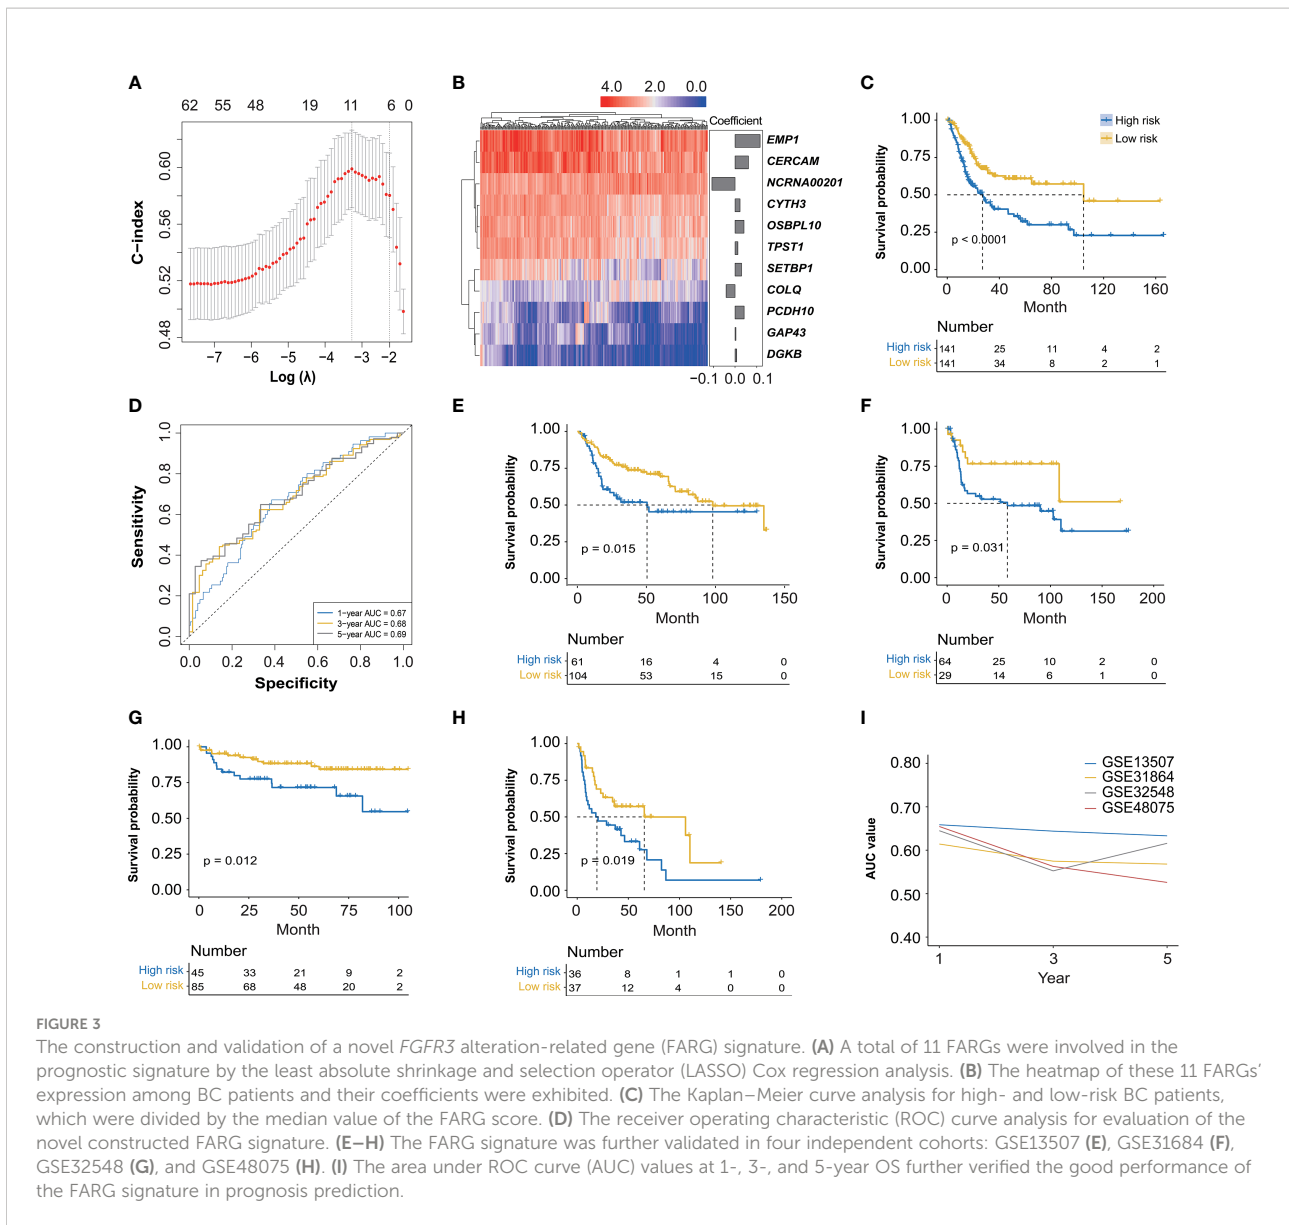 A
62 55 48 19 11 6 0
C-index
0.60
0.56
0.52
0.48
−7 −6 −5 −4 −3 −2
Log (λ)
B
4.0 2.0 0.0
Coefficient
EMP1
CERCAM
NCRNA00201
CYTH3
OSBPL10
TPST1
SETBP1
COLQ
PCDH10
GAP43
DGKB
−0.1 0.0 0.1
C
High risk
Low risk
Survival probability
1.00
0.75
0.50
0.25
0.00
p < 0.0001
0 40 80 120 160
Month
Number
High risk 141 25 11 4 2
Low risk 141 34 8 2 1
D
Sensitivity
1.0
0.8
0.6
0.4
0.2
0.0
1−year AUC = 0.67
3−year AUC = 0.68
5−year AUC = 0.69
0.0 0.2 0.4 0.6 0.8 1.0
Specificity
E
Survival probability
1.00
0.75
0.50
0.25
0.00
p = 0.015
0 50 100 150
Month
Number
High risk 61 16 4 0
Low risk 104 53 15 0
F
Survival probability
1.00
0.75
0.50
0.25
0.00
p = 0.031
0 50 100 150 200
Month
Number
High risk 64 25 10 2 0
Low risk 29 14 6 1 0
G
Survival probability
1.00
0.75
0.50
0.25
0.00
p = 0.012
0 25 50 75 100
Month
Number
High risk 45 33 21 9 2
Low risk 85 68 48 20 2
H
Survival probability
1.00
0.75
0.50
0.25
0.00
p = 0.019
0 50 100 150 200
Month
Number
High risk 36 8 1 1 0
Low risk 37 12 4 0 0
I
GSE13507
GSE31864
GSE32548
GSE48075
AUC value
0.80
0.70
0.60
0.50
0.40
1 3 5
Year
FIGURE 3
The construction and validation of a novel FGFR3 alteration-related gene (FARG) signature. (A) A total of 11 FARGs were involved in the
prognostic signature by the least absolute shrinkage and selection operator (LASSO) Cox regression analysis. (B) The heatmap of these 11 FARGs'
expression among BC patients and their coefficients were exhibited. (C) The Kaplan–Meier curve analysis for high- and low-risk BC patients,
which were divided by the median value of the FARG score. (D) The receiver operating characteristic (ROC) curve analysis for evaluation of the
novel constructed FARG signature. (E–H) The FARG signature was further validated in four independent cohorts: GSE13507 (E), GSE31684 (F),
GSE32548 (G), and GSE48075 (H). (I) The area under ROC curve (AUC) values at 1-, 3-, and 5-year OS further verified the good performance of
the FARG signature in prognosis prediction.